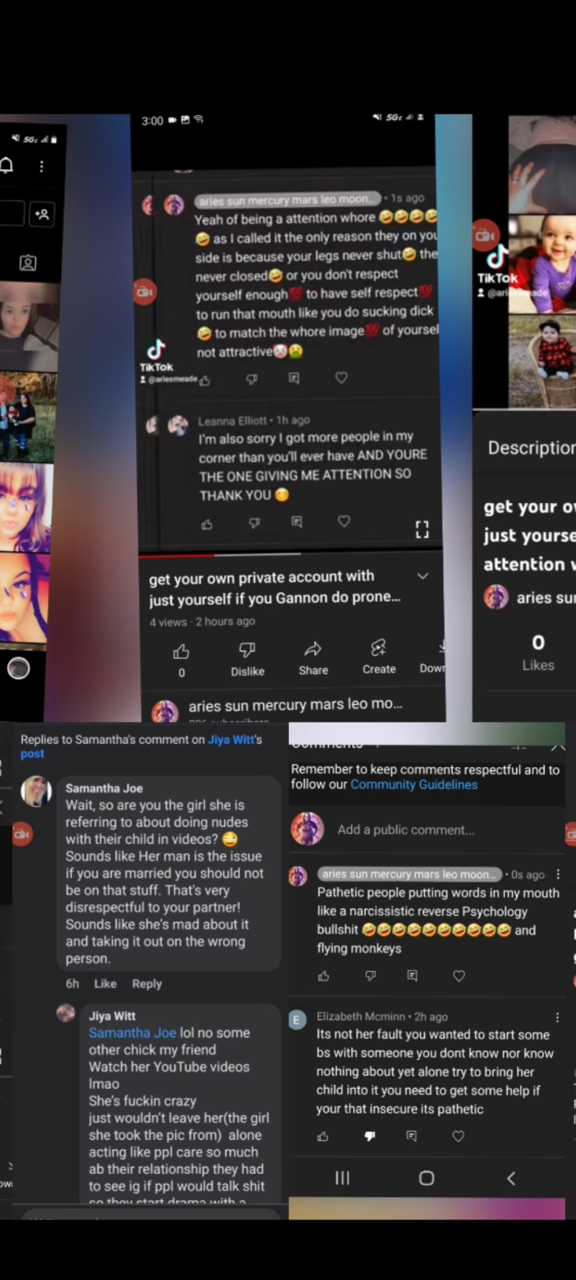 5G
3:00
5G
aries sun mercury mars leo moon... • 1s ago
Yeah of being a attention whore 🤣🤣🤣🤣
🤣 as I called it the only reason they on you
side is because your legs never shut🤣 the
never closed🤣 or you don't respect
yourself enough💯 to have self respect💯
to run that mouth like you do sucking dick
🤣 to match the whore image💯 of yoursel
not attractive🤡🤮
TikTok
@ariesmeade
Leanna Elliott • 1h ago
I'm also sorry I got more people in my
corner than you'll ever have AND YOURE
THE ONE GIVING ME ATTENTION SO
THANK YOU 😊
get your own private account with
just yourself if you Gannon do prone...
4 views · 2 hours ago
0
Dislike
Share
Create
Down
aries sun mercury mars leo mo...
TikTok
Description
get your ow
just yourse
attention w
aries sun
0
Likes
Replies to Samantha's comment on Jiya Witt's
post
Samantha Joe
Wait, so are you the girl she is
referring to about doing nudes
with their child in videos? 😳
Sounds like Her man is the issue
if you are married you should not
be on that stuff. That's very
disrespectful to your partner!
Sounds like she's mad about it
and taking it out on the wrong
person.
6h Like Reply
Jiya Witt
Samantha Joe lol no some
other chick my friend
Watch her YouTube videos
lmao
She's fuckin crazy
just wouldn't leave her(the girl
she took the pic from) alone
acting like ppl care so much
ab their relationship they had
to see ig if ppl would talk shit
so they start drama with a
Comments
Remember to keep comments respectful and to
follow our Community Guidelines
Add a public comment...
aries sun mercury mars leo moon... • 0s ago
Pathetic people putting words in my mouth
like a narcissistic reverse Psychology
bullshit 🤣🤣🤣🤣🤣🤣🤣🤣🤣🤣 and
flying monkeys
E
Elizabeth Mcminn • 2h ago
Its not her fault you wanted to start some
bs with someone you dont know nor know
nothing about yet alone try to bring her
child into it you need to get some help if
your that insecure its pathetic